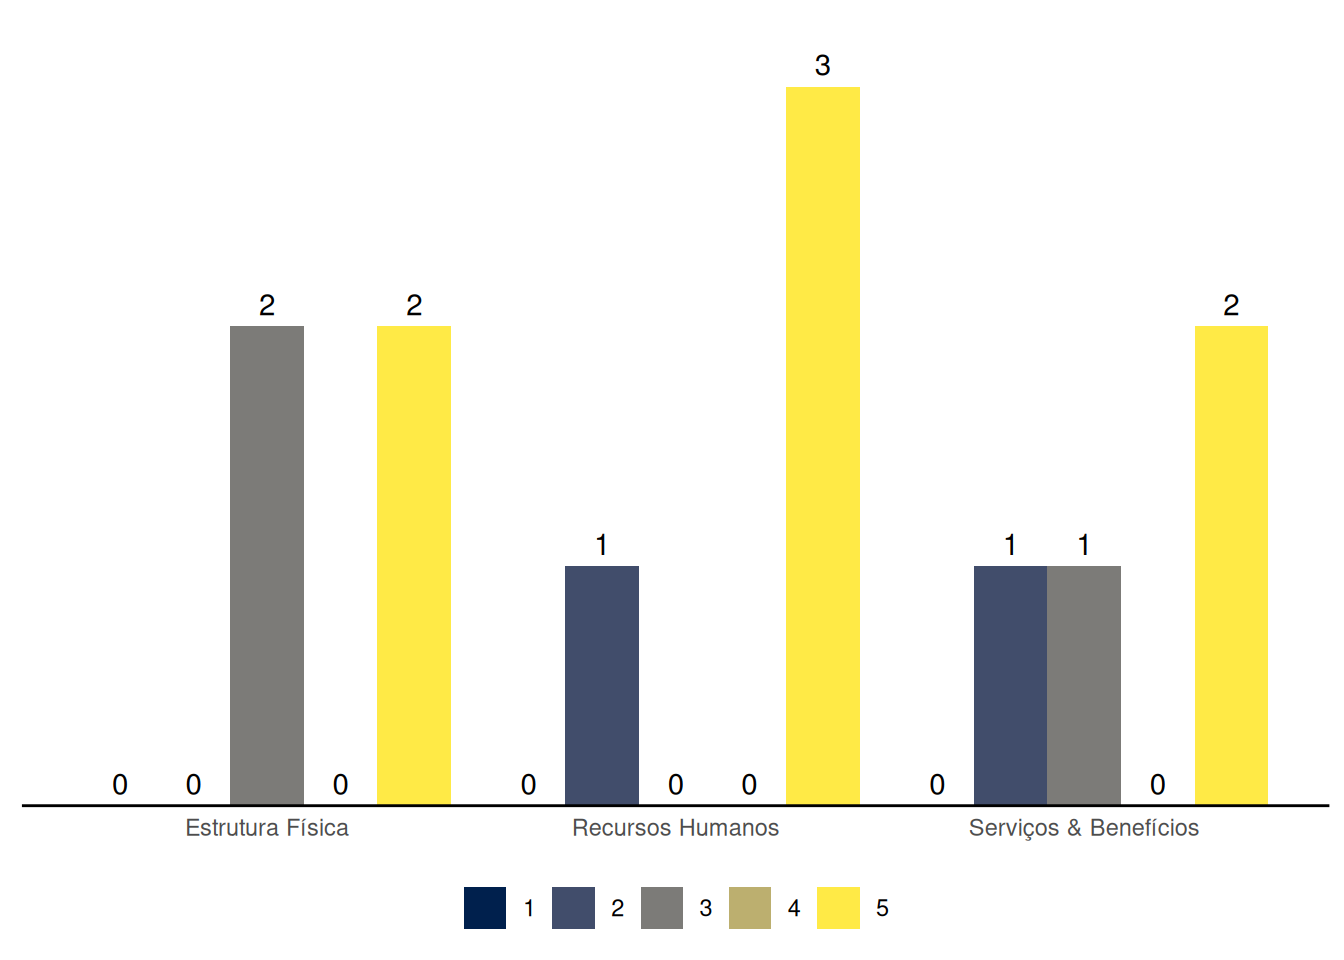 3
2 2 2
1 1 1
0 0 0 0 0 0 0 0
Estrutura Física Recursos Humanos Serviços & Benefícios
1 2 3 4 5